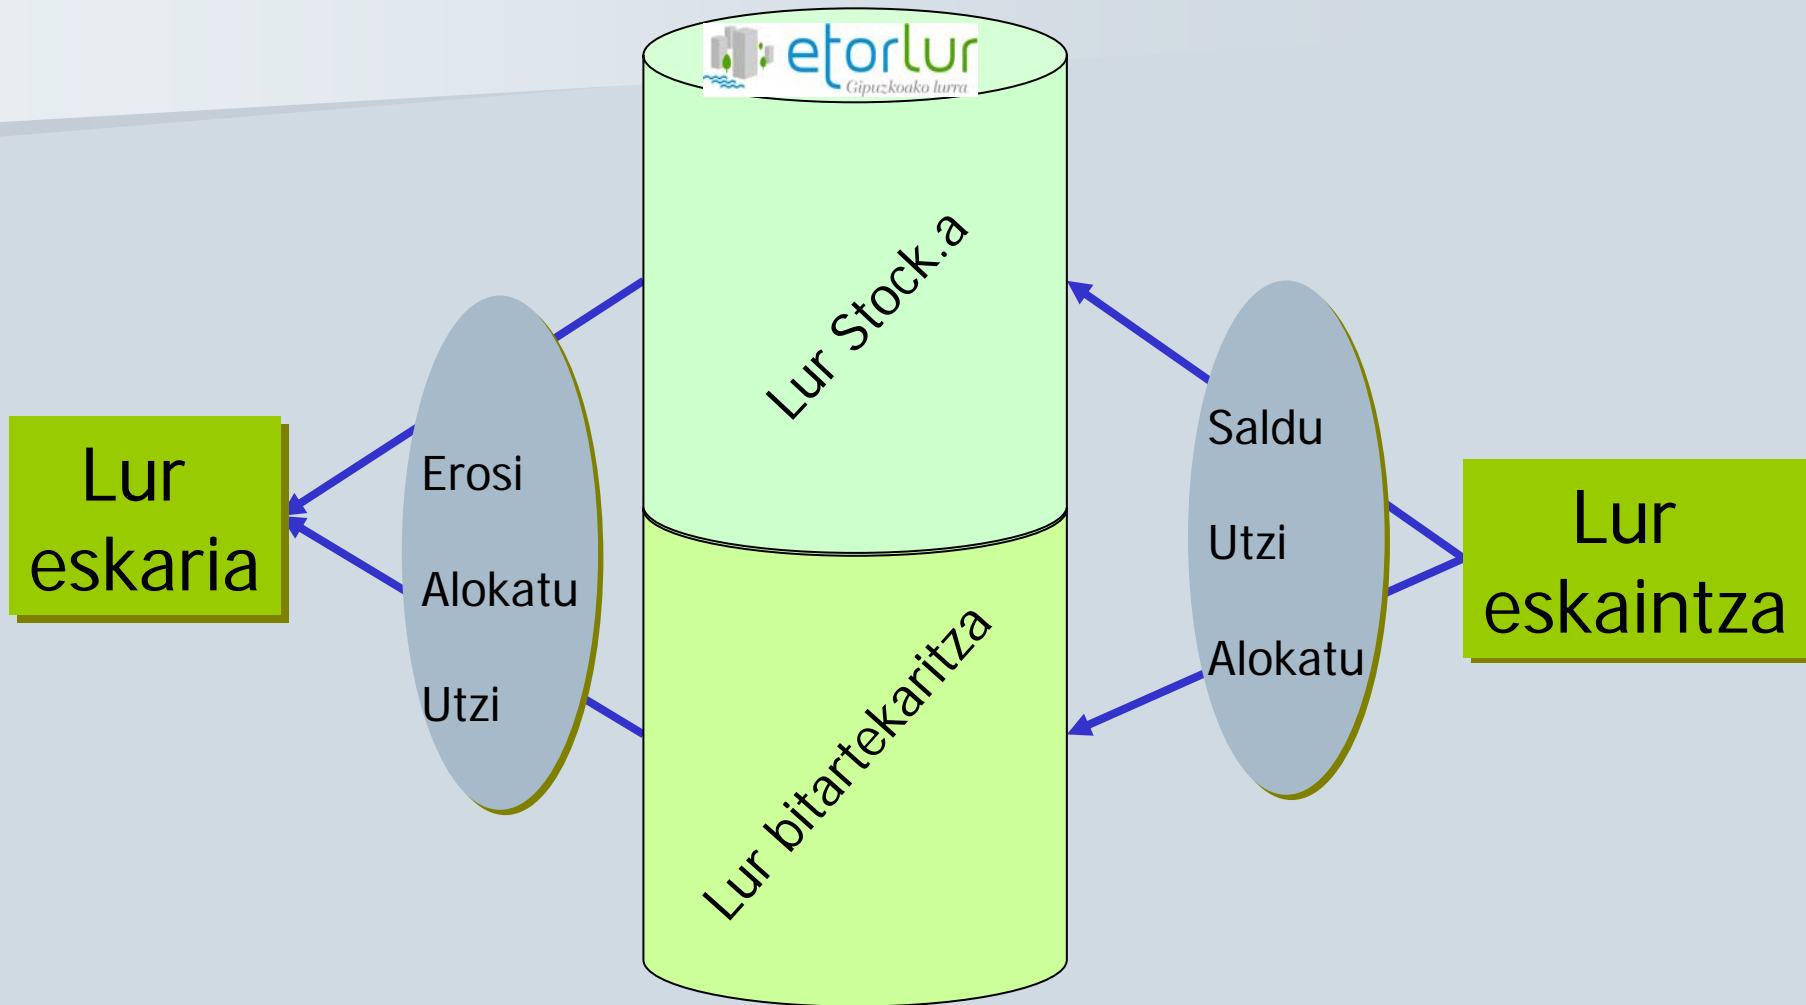 etorlur
Gipuzkoako lurra
Lur Stock.a
Lur
eskaria
Erosi
Alokatu
Utzi
Saldu
Utzi
Alokatu
Lur
eskaintza
Lur bitartekaritza